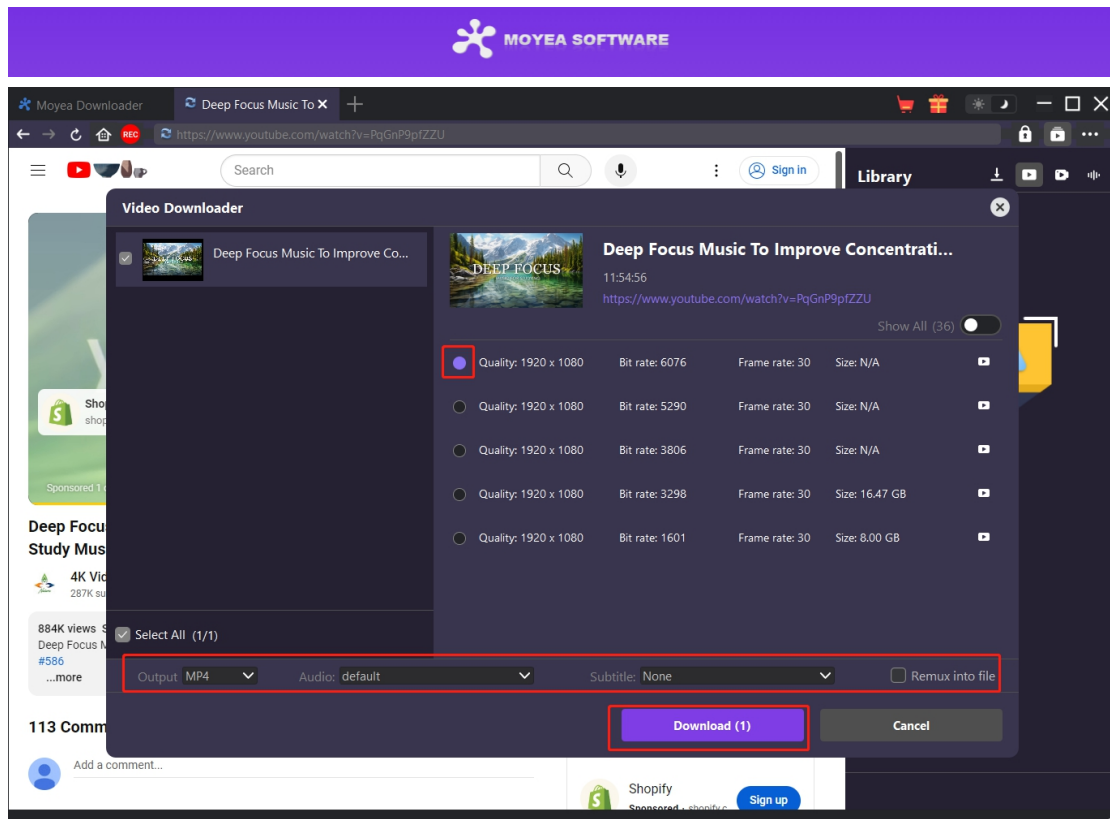 MOYEA SOFTWARE
Moyea Downloader
Deep Focus Music To
REC
https://www.youtube.com/watch?v=PqGnP9pfZZU
Search
Sign in
Library
Video Downloader
Deep Focus Music To Improve Co...
DEEP FOCUS
Deep Focus Music To Improve Concentrati...
11:54:56
https://www.youtube.com/watch?v=PqGnP9pfZZU
Show All (36)
Quality: 1920 x 1080 Bit rate: 6076 Frame rate: 30 Size: N/A
Quality: 1920 x 1080 Bit rate: 5290 Frame rate: 30 Size: N/A
Quality: 1920 x 1080 Bit rate: 3806 Frame rate: 30 Size: N/A
Quality: 1920 x 1080 Bit rate: 3298 Frame rate: 30 Size: 16.47 GB
Quality: 1920 x 1080 Bit rate: 1601 Frame rate: 30 Size: 8.00 GB
Sho
shop
Sponsored 1
Deep Focu
Study Mus
4K Vid
287K su
884K views S
Deep Focus M
#586
...more
Select All (1/1)
Output MP4 Audio: default Subtitle: None Remux into file
Download (1) Cancel
113 Comm
Add a comment...
Shopify
Sponsored · shopify.c
Sign up